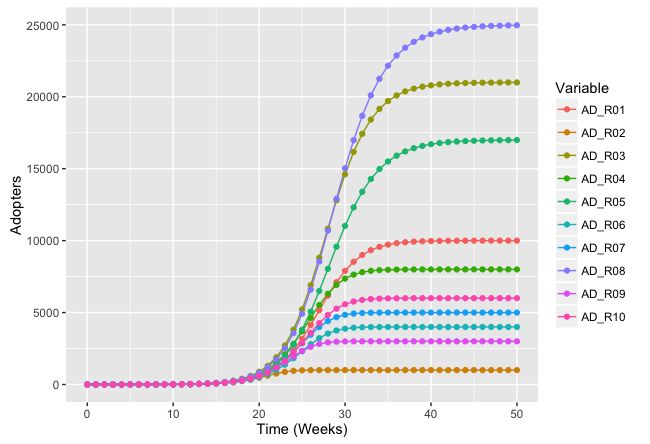 25000
20000
15000
10000
5000
0
Adopters
0 10 20 30 40 50
Time (Weeks)
Variable
AD_R01
AD_R02
AD_R03
AD_R04
AD_R05
AD_R06
AD_R07
AD_R08
AD_R09
AD_R10